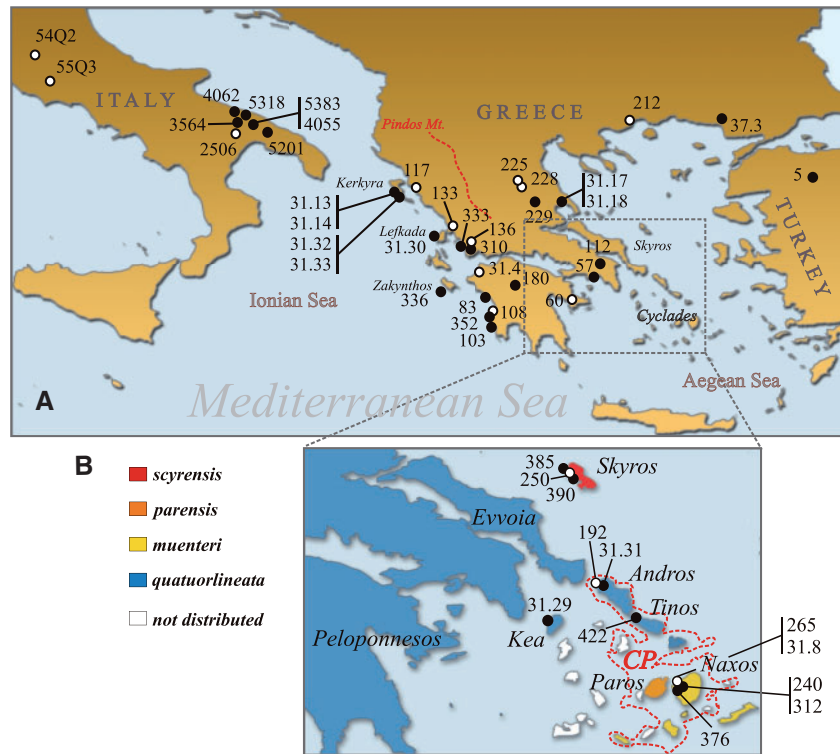 54Q2
55Q3
ITALY
4062
5318
5383
4055
3564
2506
5201
GREECE
212
37.3
Pindos Mt.
117
225
228
31.17
31.18
5
Kerkyra
133
229
TURKEY
31.13
31.14
333
136
Lefkada
31.30
310
112
Skyros
31.32
31.33
31.4
180
57
Ionian Sea
Zakynthos
336
83
108
60
Cyclades
352
103
Aegean Sea
A
Mediterranean Sea
B
scyrensis
parensis
muenteri
quatuorlineata
not distributed
385
250
390
Skyros
Evvoia
192
31.31
Andros
31.29
Tinos
Peloponnesos
Kea
422
265
31.8
CP
Naxos
Paros
240
312
376